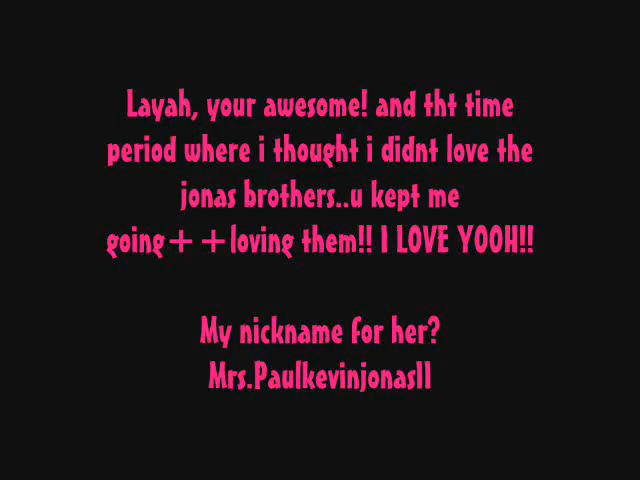 Layah, your awesome! and tht time
period where i thought i didnt love the
jonas brothers..u kept me
going++loving them!! I LOVE YOOH!!
My nickname for her?
Mrs.PaulkevinjonasII